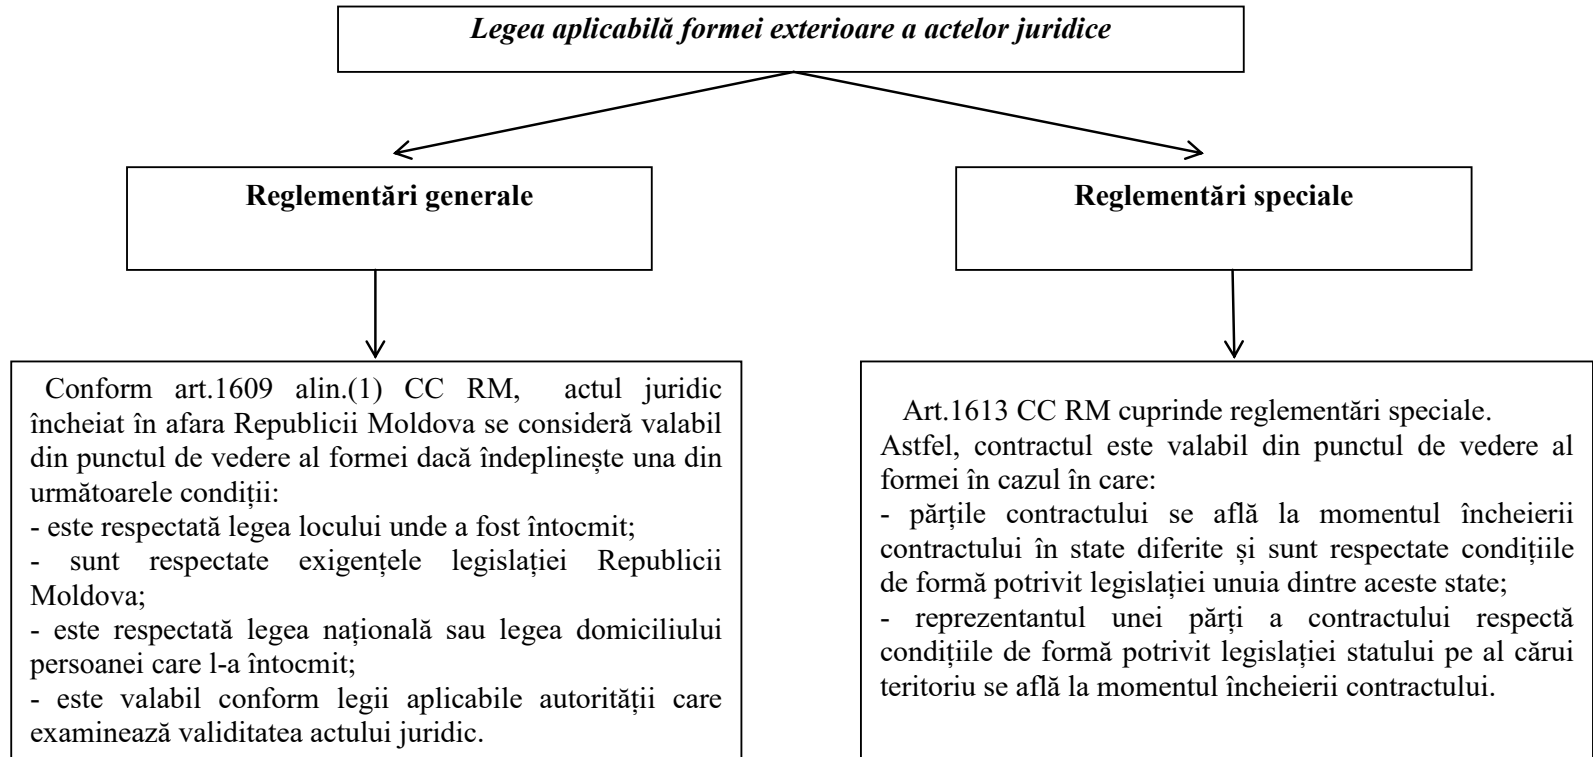 Legea aplicabilă formei exterioare a actelor juridice
Reglementări generale
Reglementări speciale
Conform art.1609 alin.(1) CC RM, actul juridic
încheiat în afara Republicii Moldova se consideră valabil
din punctul de vedere al formei dacă îndeplinește una din
următoarele condiții:
- este respectată legea locului unde a fost întocmit;
- sunt respectate exigențele legislației Republicii
Moldova;
- este respectată legea națională sau legea domiciliului
persoanei care l-a întocmit;
- este valabil conform legii aplicabile autorității care
examinează validitatea actului juridic.
Art.1613 CC RM cuprinde reglementări speciale.
Astfel, contractul este valabil din punctul de vedere al
formei în cazul în care:
- părțile contractului se află la momentul încheierii
contractului în state diferite și sunt respectate condițiile
de formă potrivit legislației unuia dintre aceste state;
- reprezentantul unei părți a contractului respectă
condițiile de formă potrivit legislației statului pe al cărui
teritoriu se află la momentul încheierii contractului.